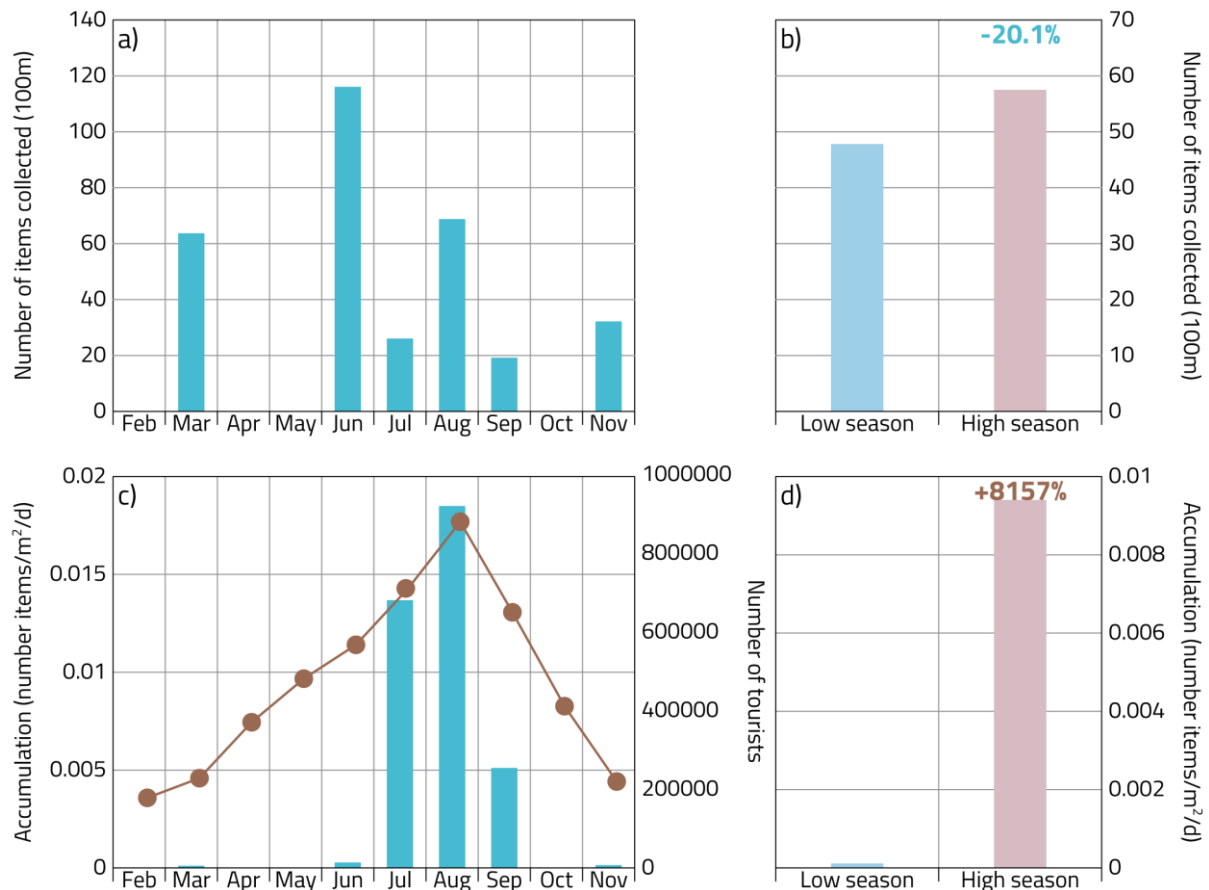 Number of items collected (100m)
140
120
100
80
60
40
20
0
a)
Feb Mar Apr May Jun Jul Aug Sep Oct Nov
b)
-20.1%
70
60
50
40
30
20
10
0
Number of items collected (100m)
Low season High season
Accumulation (number items/m²/d)
0.02
0.015
0.01
0.005
0
c)
1000000
800000
600000
400000
200000
0
Number of tourists
Feb Mar Apr May Jun Jul Aug Sep Oct Nov
d)
+8157%
0.01
0.008
0.006
0.004
0.002
0
Accumulation (number items/m²/d)
Low season High season